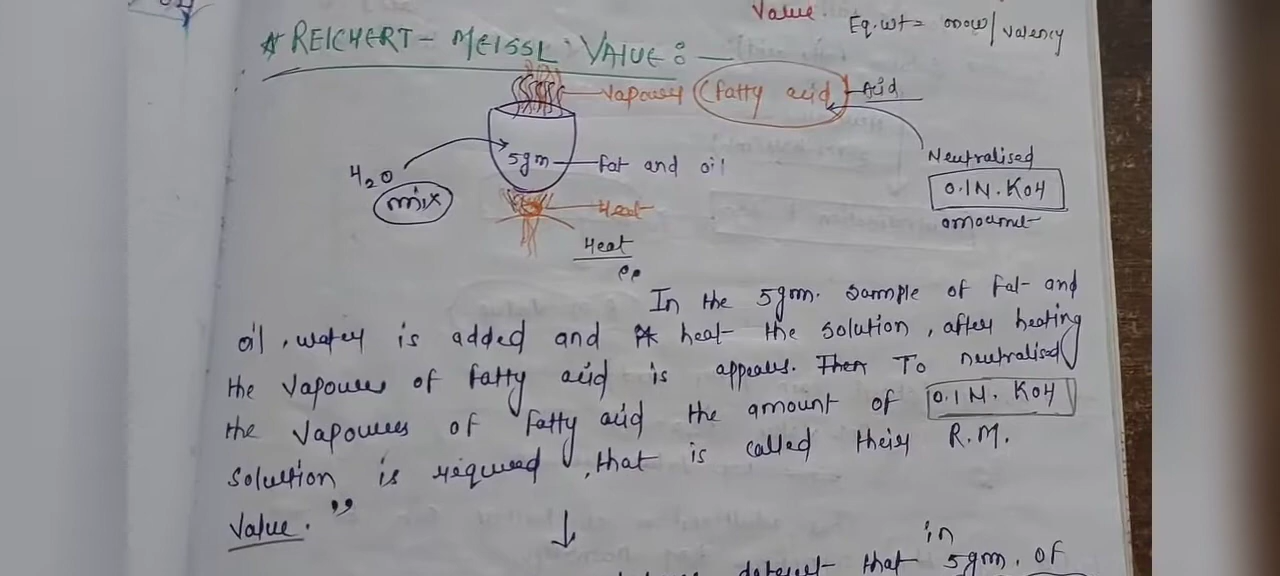 Value.
Eq.wt = mow/valency
* REICHERT - MEISSL VALUE : —
Vapours (fatty acid) Acid
5gm fat and oil
H2O
mix
Neutralised
0.1N. KOH
amount
Heat
Heat
"In the 5gm. sample of fat and
oil, water is added and heat the solution, after heating
the vapours of fatty acid is appears. Then To neutralised
the vapours of fatty acid the amount of 0.1N. KOH
solution is required, that is called their R.M.
Value."
in
that 5gm. of